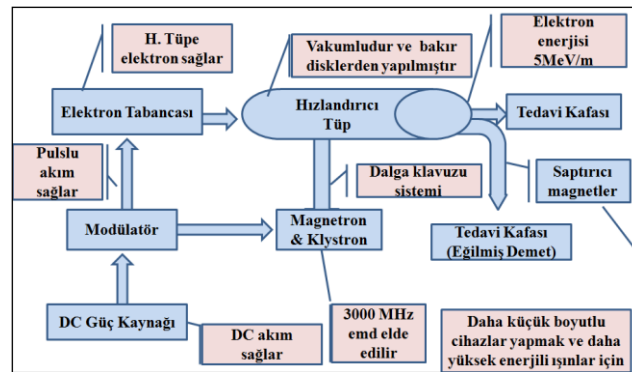 H. Tüpe
elektron sağlar
Vakumludur ve bakır
disklerden yapılmıştır
Elektron
enerjisi
5MeV/m
Elektron Tabancası
Hızlandırıcı
Tüp
Tedavi Kafası
Pulslu
akım
sağlar
Dalga klavuzu
sistemi
Saptırıcı
magnetler
Modülatör
Magnetron
& Klystron
Tedavi Kafası
(Eğilmiş Demet)
DC Güç Kaynağı
DC akım
sağlar
3000 MHz
emd elde
edilir
Daha küçük boyutlu
cihazlar yapmak ve daha
yüksek enerjili ışınlar için